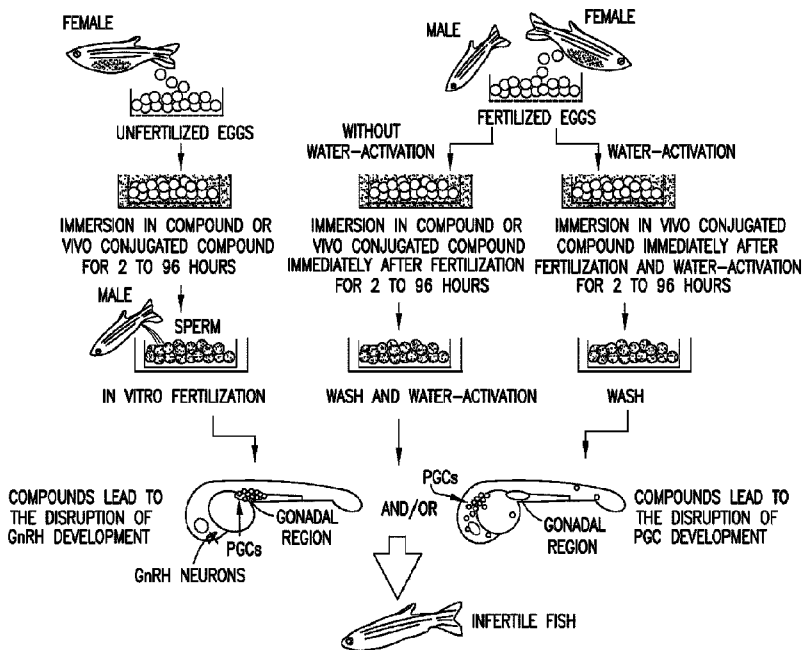 FEMALE
UNFERTILIZED EGGS
IMMERSION IN COMPOUND OR
VIVO CONJUGATED COMPOUND
FOR 2 TO 96 HOURS
MALE
SPERM
IN VITRO FERTILIZATION
MALE
FEMALE
FERTILIZED EGGS
WITHOUT
WATER-ACTIVATION
WATER-ACTIVATION
IMMERSION IN COMPOUND OR
VIVO CONJUGATED COMPOUND
IMMEDIATELY AFTER FERTILIZATION
FOR 2 TO 96 HOURS
WASH AND WATER-ACTIVATION
IMMERSION IN VIVO CONJUGATED
COMPOUND IMMEDIATELY AFTER
FERTILIZATION AND WATER-ACTIVATION
FOR 2 TO 96 HOURS
WASH
COMPOUNDS LEAD TO
THE DISRUPTION OF
GnRH DEVELOPMENT
GONADAL
REGION
PGCs
GnRH NEURONS
AND/OR
PGCs
GONADAL
REGION
COMPOUNDS LEAD TO
THE DISRUPTION OF
PGC DEVELOPMENT
INFERTILE FISH